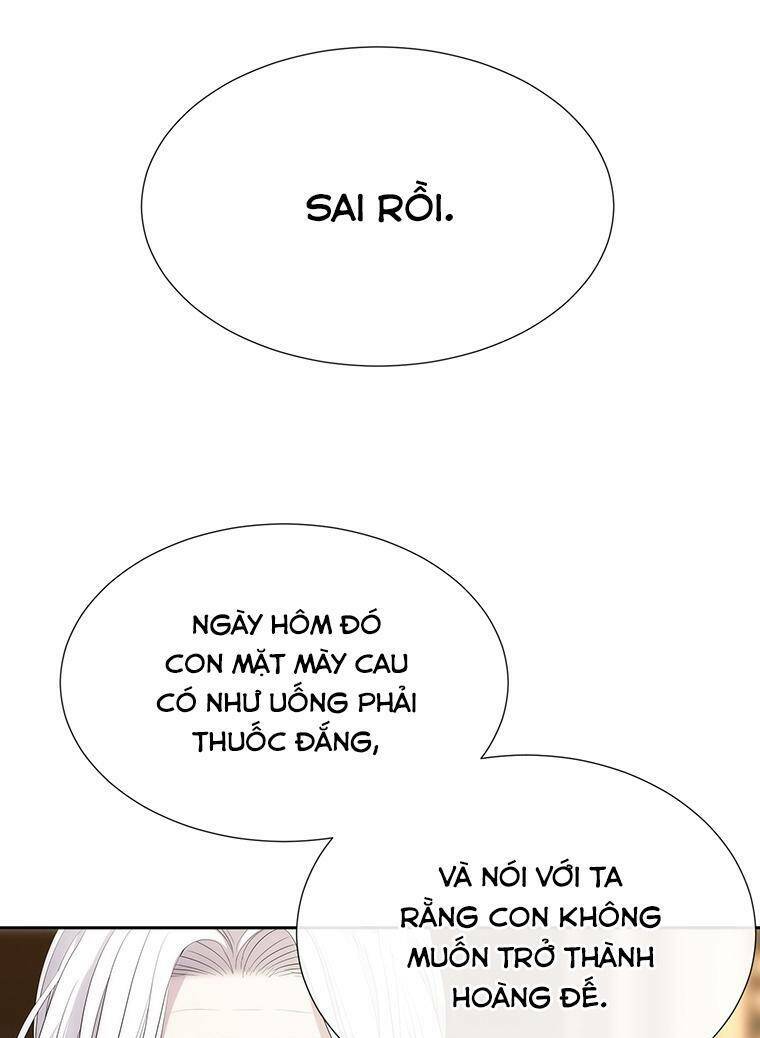 SAI RỒI.
NGÀY HÔM ĐÓ
CON MẶT MÀY CAU
CÓ NHƯ UỐNG PHẢI
THUỐC ĐẮNG,
VÀ NÓI VỚI TA
RẰNG CON KHÔNG
MUỐN TRỞ THÀNH
HOÀNG ĐẾ.